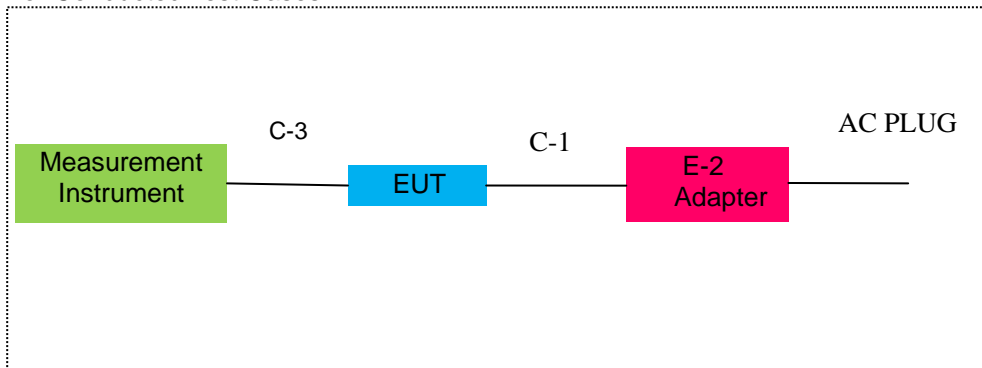 C-3
C-1
AC PLUG
Measurement
Instrument
EUT
E-2
Adapter